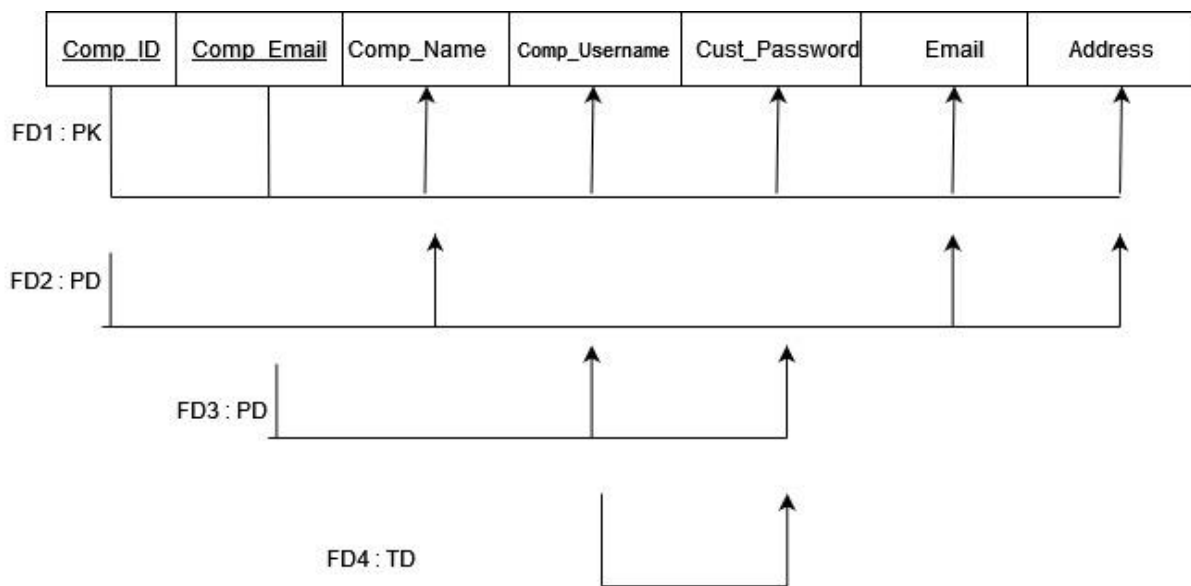 Comp_ID Comp_Email Comp_Name Comp_Username Cust_Password Email Address
FD1 : PK
FD2 : PD
FD3 : PD
FD4 : TD